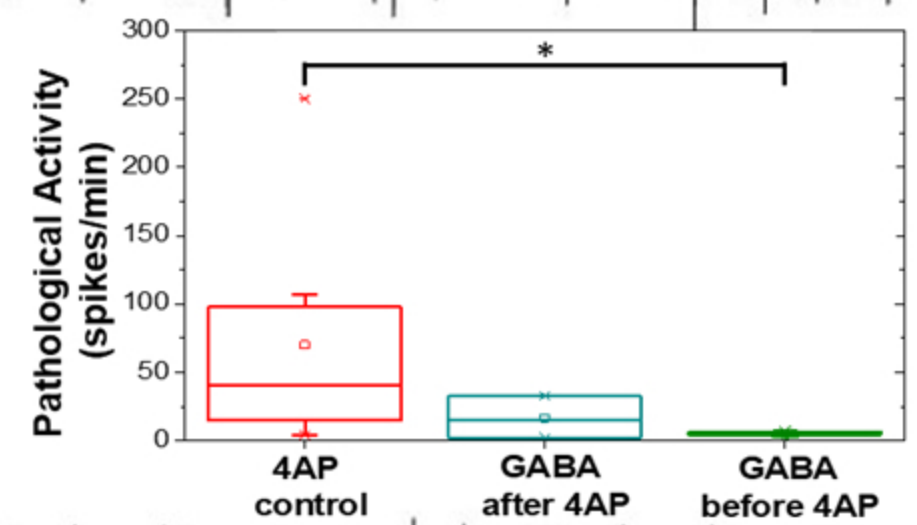 Pathological Activity
(spikes/min)
300
250
200
150
100
50
0
*
4AP
control
GABA
after 4AP
GABA
before 4AP